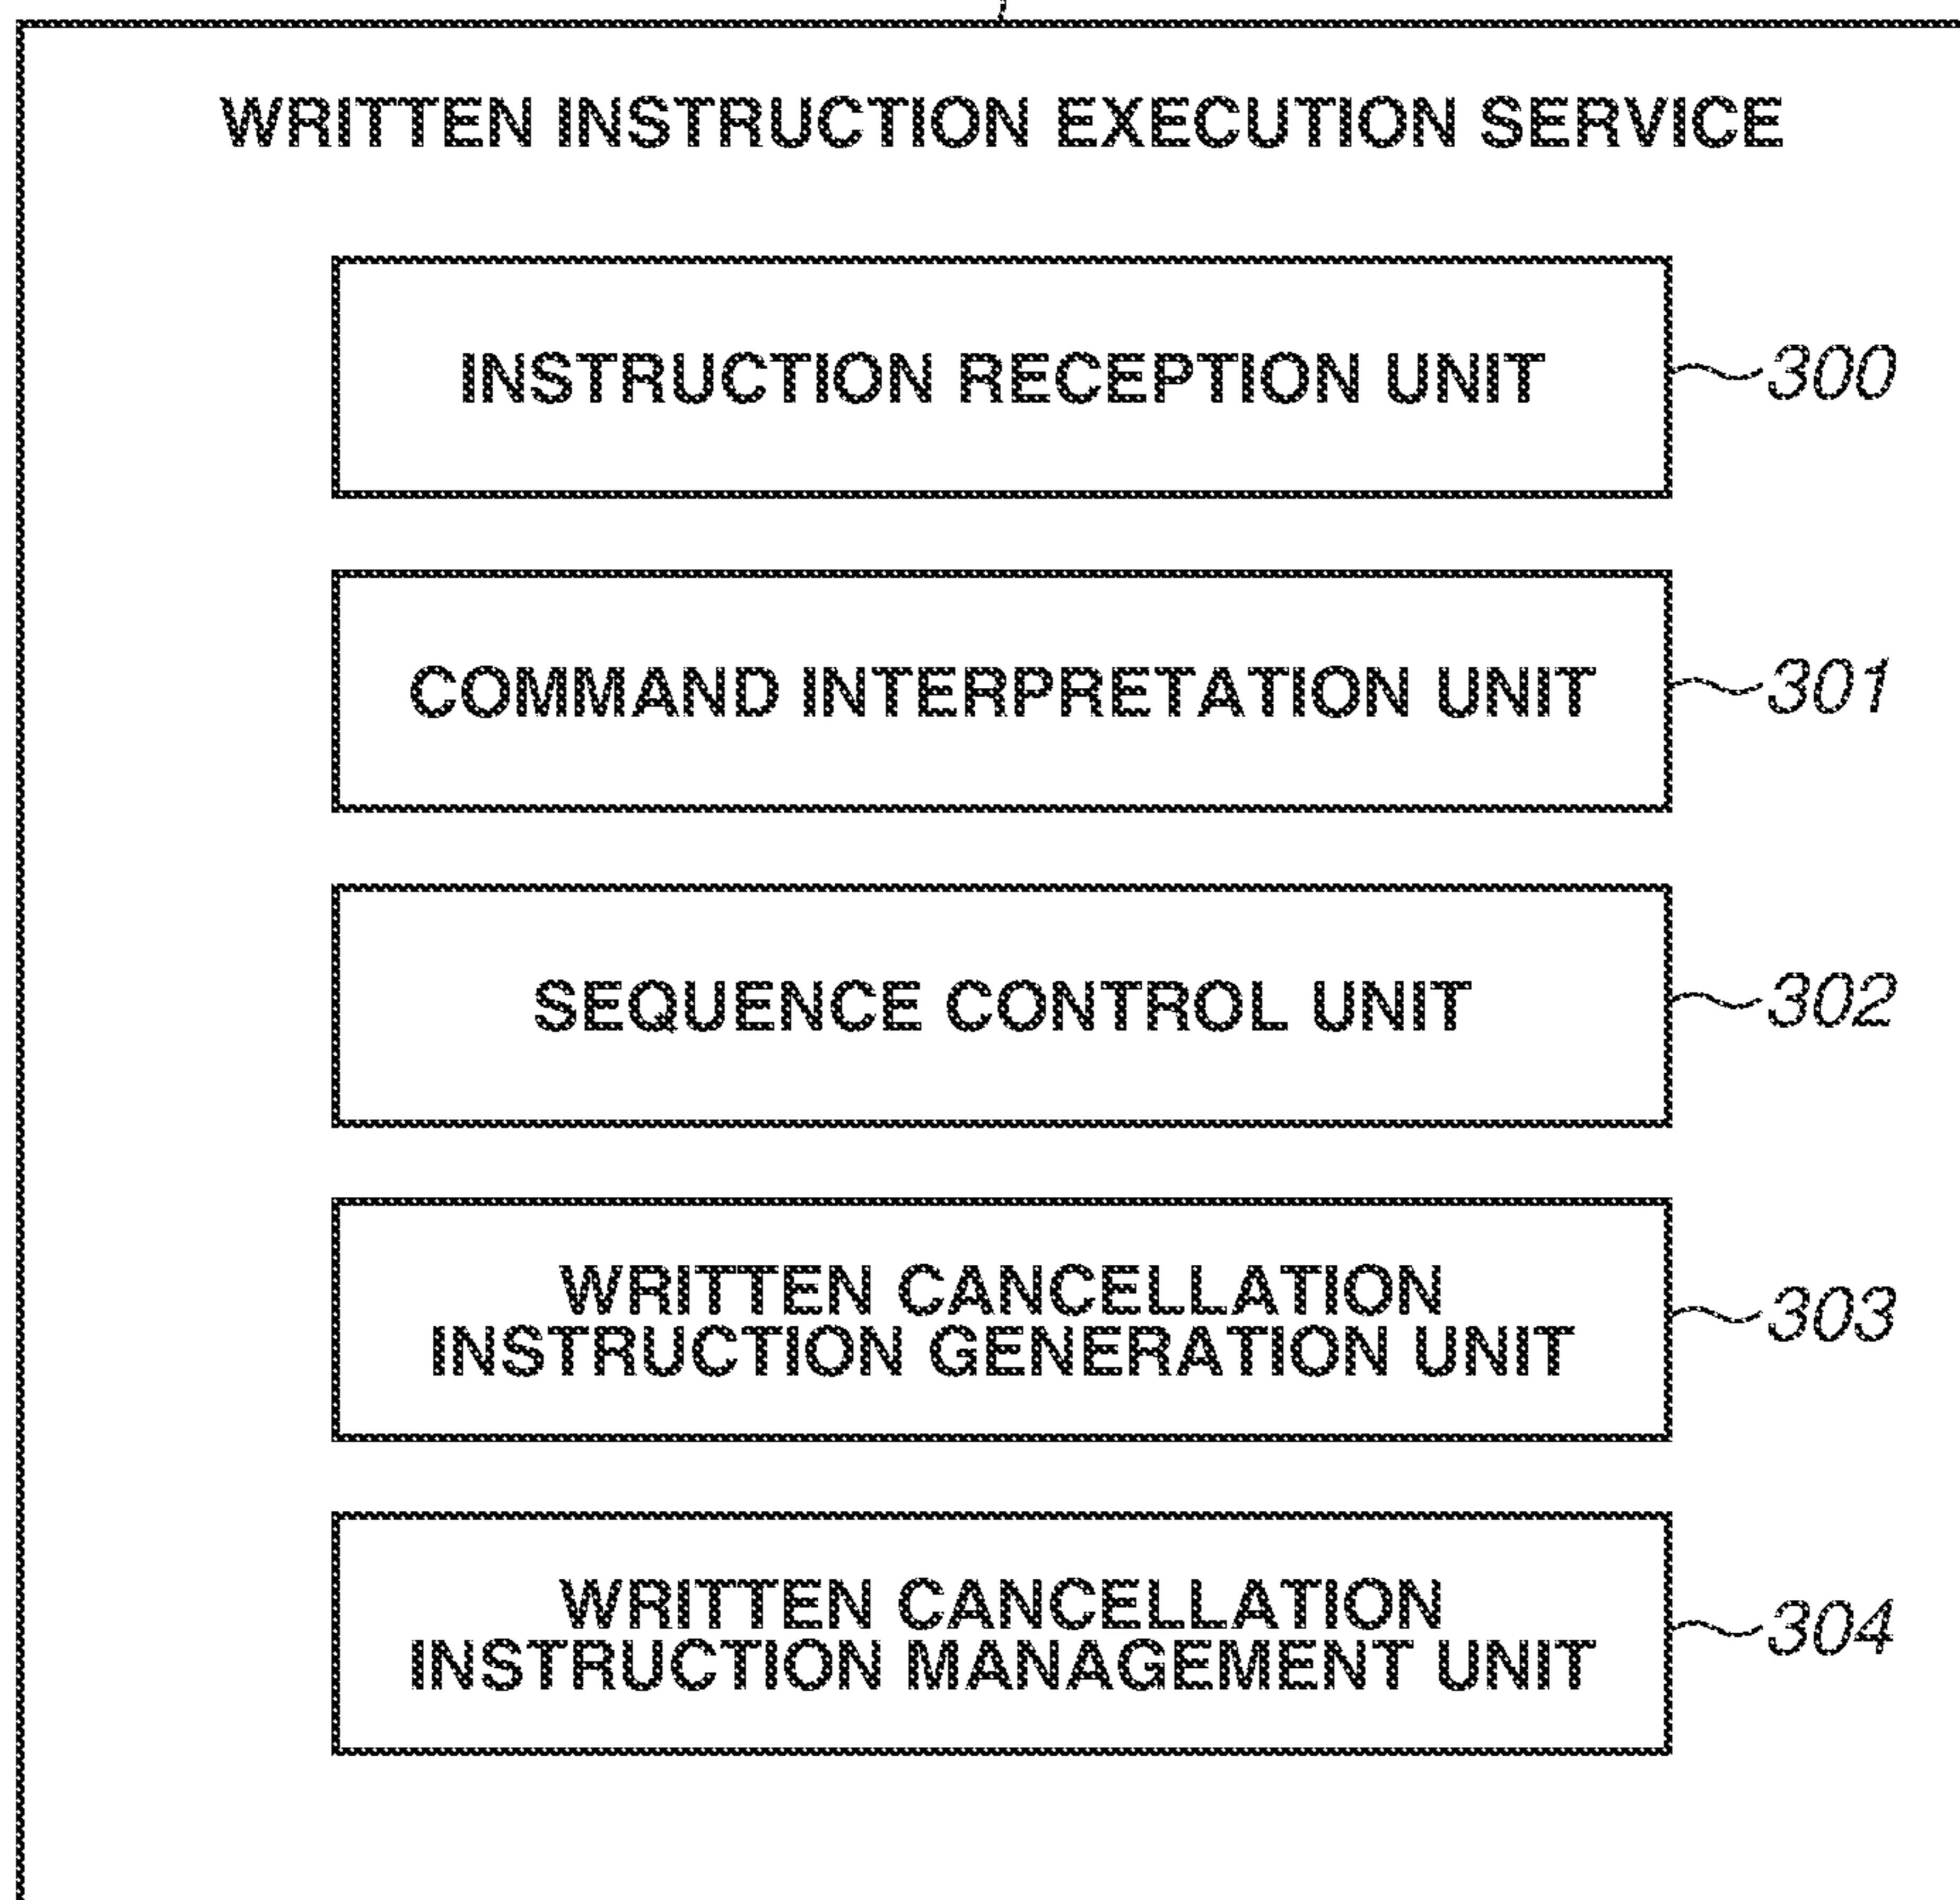 WRITTEN INSTRUCTION EXECUTION SERVICE
INSTRUCTION RECEPTION UNIT
300
COMMAND INTERPRETATION UNIT
301
SEQUENCE CONTROL UNIT
302
WRITTEN CANCELLATION
INSTRUCTION GENERATION UNIT
303
WRITTEN CANCELLATION
INSTRUCTION MANAGEMENT UNIT
304